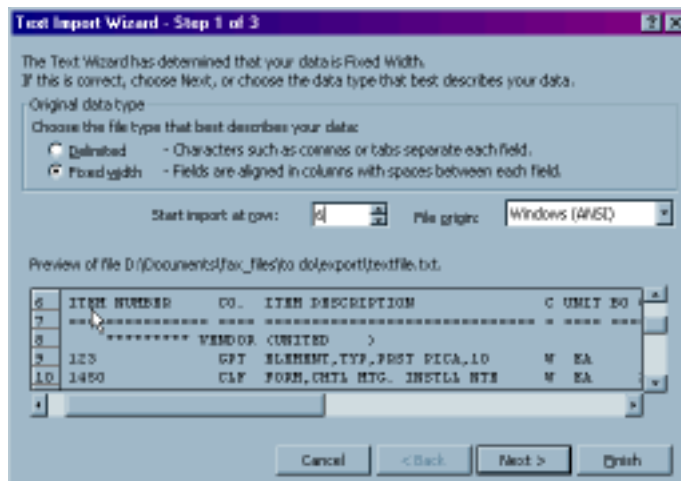 Text Import Wizard - Step 1 of 3
The Text Wizard has determined that your data is Fixed Width.
If this is correct, choose Next, or choose the data type that best describes your data.
Original data type
Choose the file type that best describes your data:
Delimited - Characters such as commas or tabs separate each field.
Fixed width - Fields are aligned in columns with spaces between each field.
Start import at row: 6 File origin: Windows (ANSI)
Preview of file D:\Documents\fax_files\to do\export\textfile.txt.
6 ITEM NUMBER CO. ITEM DESCRIPTION C UNIT BO
7
8 ********* VENDOR (UNITED )
9 123 GPT ELEMENT,TYP,PRST PICA,10 W EA
10 1450 CLF FORM, MTG. INSTLL NTE W EA
Cancel < Back Next > Finish